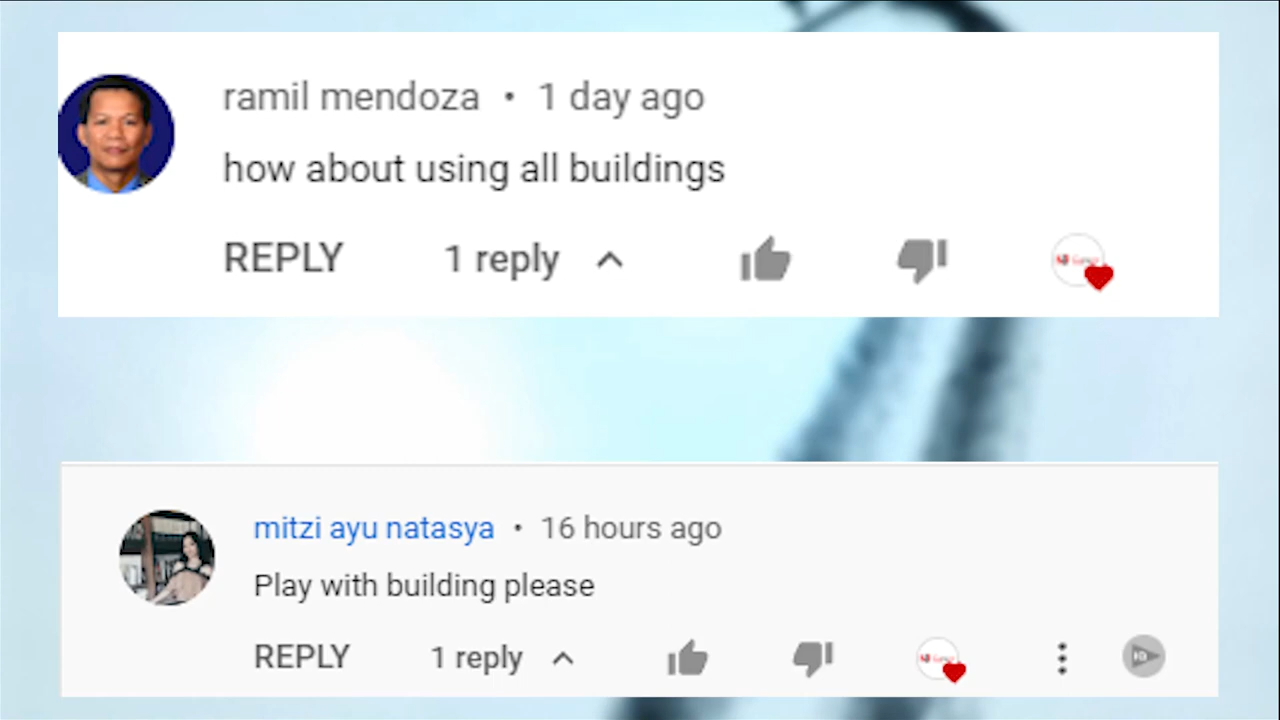 ramil mendoza • 1 day ago
how about using all buildings
REPLY 1 reply
mitzi ayu natasya • 16 hours ago
Play with building please
REPLY 1 reply